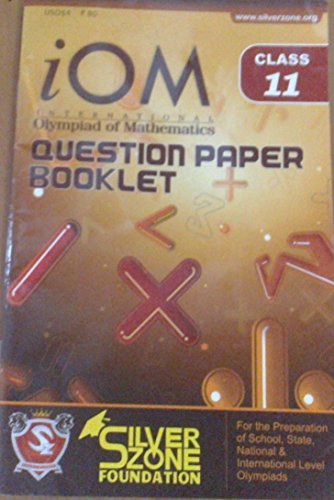 USOS4 ₹ 80
www.silverzone.org
iOM
CLASS
11
INTERNATIONAL
Olympiad of Mathematics
QUESTION PAPER
BOOKLET
SILVER
ZONE
FOUNDATION
For the Preparation
of School, State,
National &
International Level
Olympiads